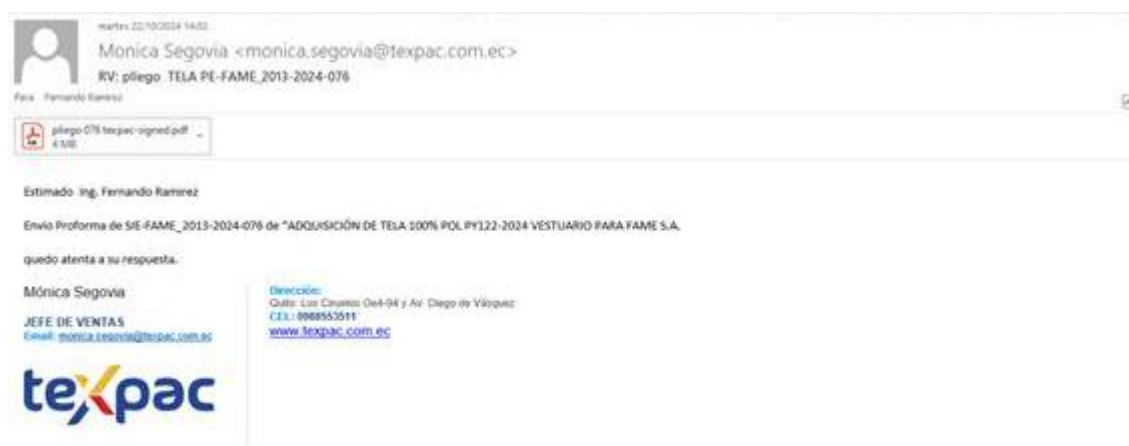 martes 22/10/2024 14:02
Monica Segovia <monica.segovia@texpac.com.ec>
RV: pliego TELA PE-FAME_2013-2024-076
Para Fernando Ramirez
pliego 076 texpac-signed.pdf
4 MB
Estimado Ing. Fernando Ramirez
Envio Proforma de SIE-FAME_2013-2024-076 de "ADQUISICIÓN DE TELA 100% POL PY122-2024 VESTUARIO PARA FAME S.A.
quedo atenta a su respuesta.
Mónica Segovia
JEFE DE VENTAS
Email: monica.segovia@texpac.com.ec
texpac
Dirección:
Quito: Los Ciruelos Oe4-94 y Av. Diego de Vásquez
CEL: 0988553511
www.texpac.com.ec